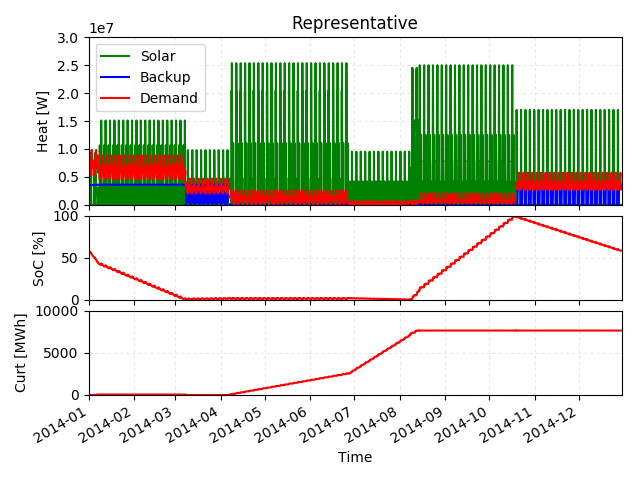 Representative
1e7
3.0
2.5
2.0
1.5
1.0
0.5
0.0
Heat [W]
Solar
Backup
Demand
100
50
0
SoC [%]
10000
5000
0
Curt [MWh]
2014-01
2014-02
2014-03
2014-04
2014-05
2014-06
2014-07
2014-08
2014-09
2014-10
2014-11
2014-12
Time